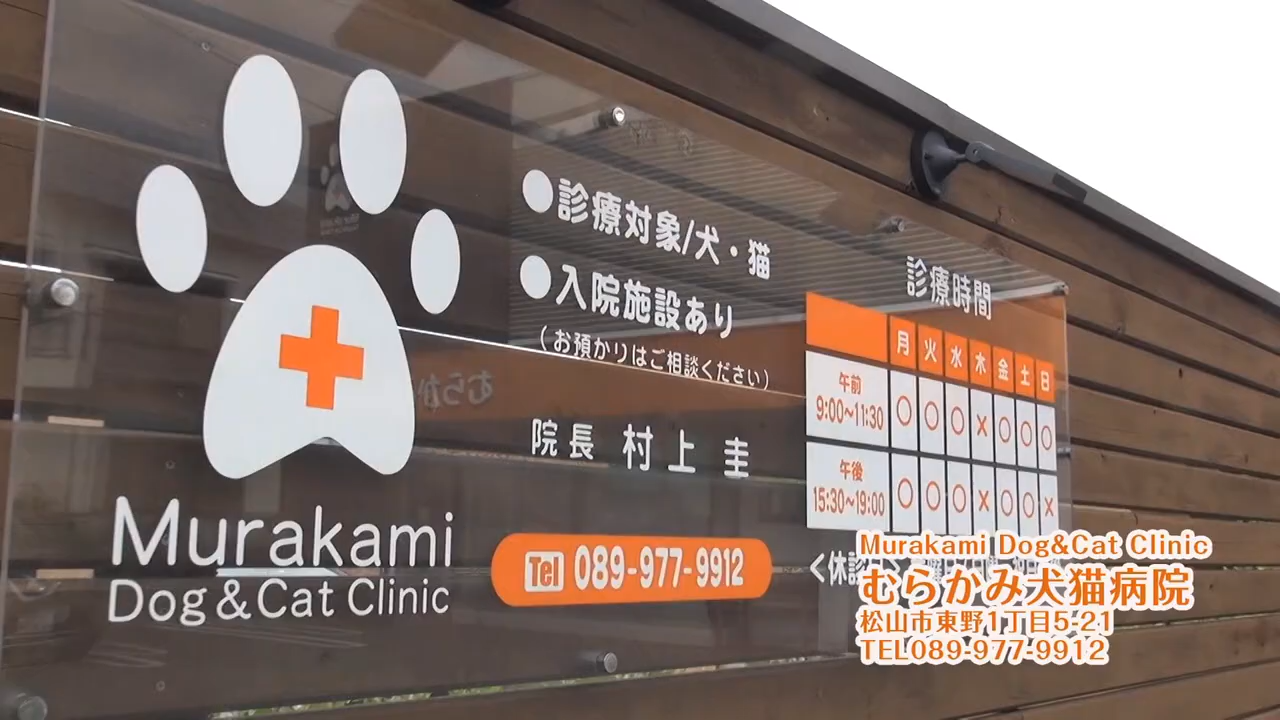 ●診療対象/犬・猫
●入院施設あり
(お預かりはご相談ください)
院長 村上 圭
Tel 089-977-9912
Murakami
Dog & Cat Clinic
診療時間
月 火 水 木 金 土 日
午前 9:00~11:30 ○ ○ ○ × ○ ○ ○
午後 15:30~19:00 ○ ○ ○ × ○ ○ ×
Murakami Dog&Cat Clinic
むらかみ犬猫病院
松山市東野1丁目5-21
TEL089-977-9912